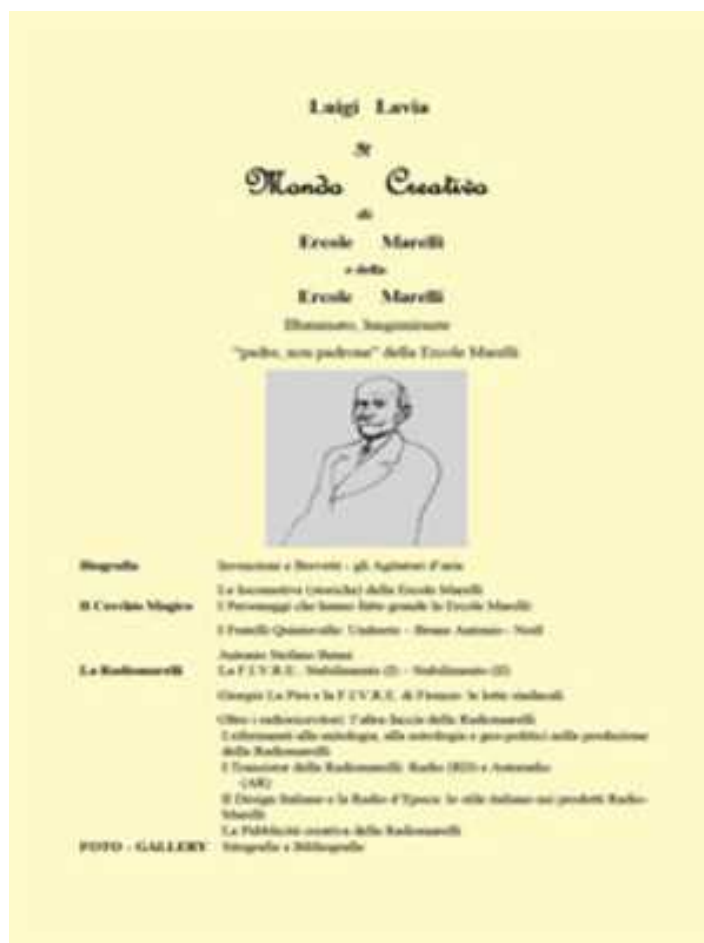 Luigi Lavia
Il
Mondo Creativo
di
Ercole Marelli
e della
Ercole Marelli
Illuminato, lungimirante
"padre, non padrone" della Ercole Marelli
Biografia Invenzioni e Brevetti - gli Agitatori d'aria
Le locomotive (storiche) della Ercole Marelli
Il Cerchio Magico I Personaggi che hanno fatto grande la Ercole Marelli:
I Fratelli Quintavalle: Umberto - Bruno Antonio - Noël
Antonio Stefano Benni
La Radiomarelli La F.I.V.R.E.: Stabilimento (I) - Stabilimento (II)
Giorgio La Pira e la F.I.V.R.E. di Firenze: le lotte sindacali
Oltre i radioricevitori: l'altra faccia della Radiomarelli
I riferimenti alla mitologia, alla astrologia e geo-politici nella produzione
della Radiomarelli
I Transistor della Radiomarelli: Radio (RD) e Autoradio
(AR)
Il Design Italiano e la Radio d'Epoca: lo stile italiano nei prodotti Radio-
Marelli
La Pubblicità creativa della Radiomarelli
FOTO - GALLERY Sitografia e Bibliografia